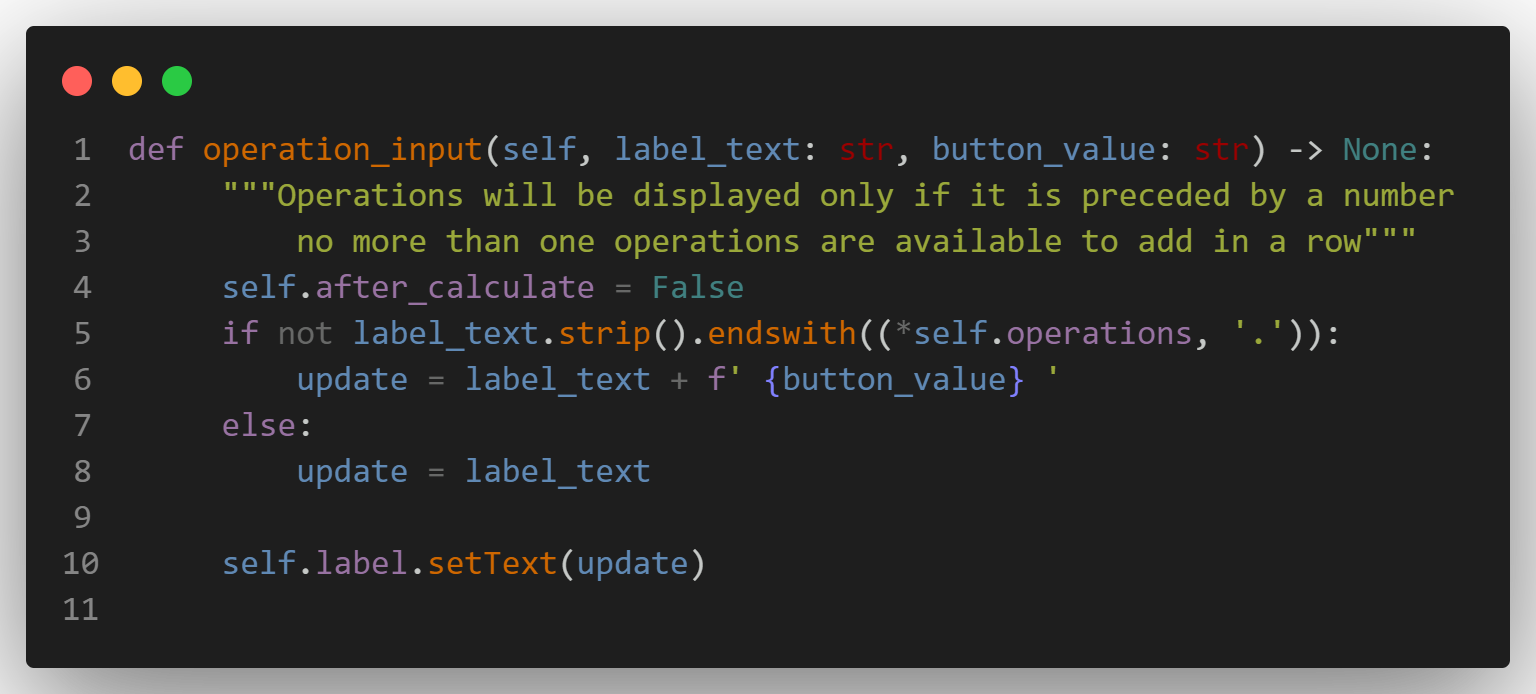 1 def operation_input(self, label_text: str, button_value: str) -> None:
2     """Operations will be displayed only if it is preceded by a number
3         no more than one operations are available to add in a row"""
4     self.after_calculate = False
5     if not label_text.strip().endswith((*self.operations, '.')):
6         update = label_text + f' {button_value} '
7     else:
8         update = label_text
9
10     self.label.setText(update)
11